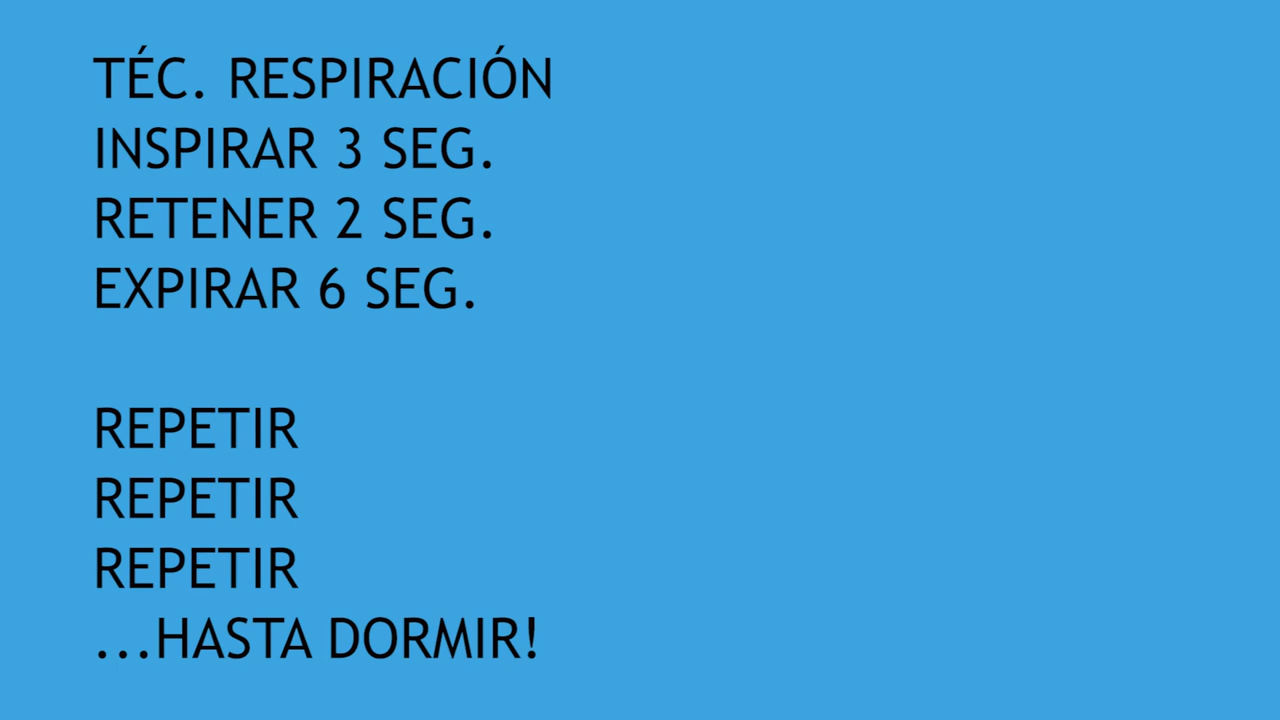 TÉC. RESPIRACIÓN
INSPIRAR 3 SEG.
RETENER 2 SEG.
EXPIRAR 6 SEG.
REPETIR
REPETIR
REPETIR
...HASTA DORMIR!